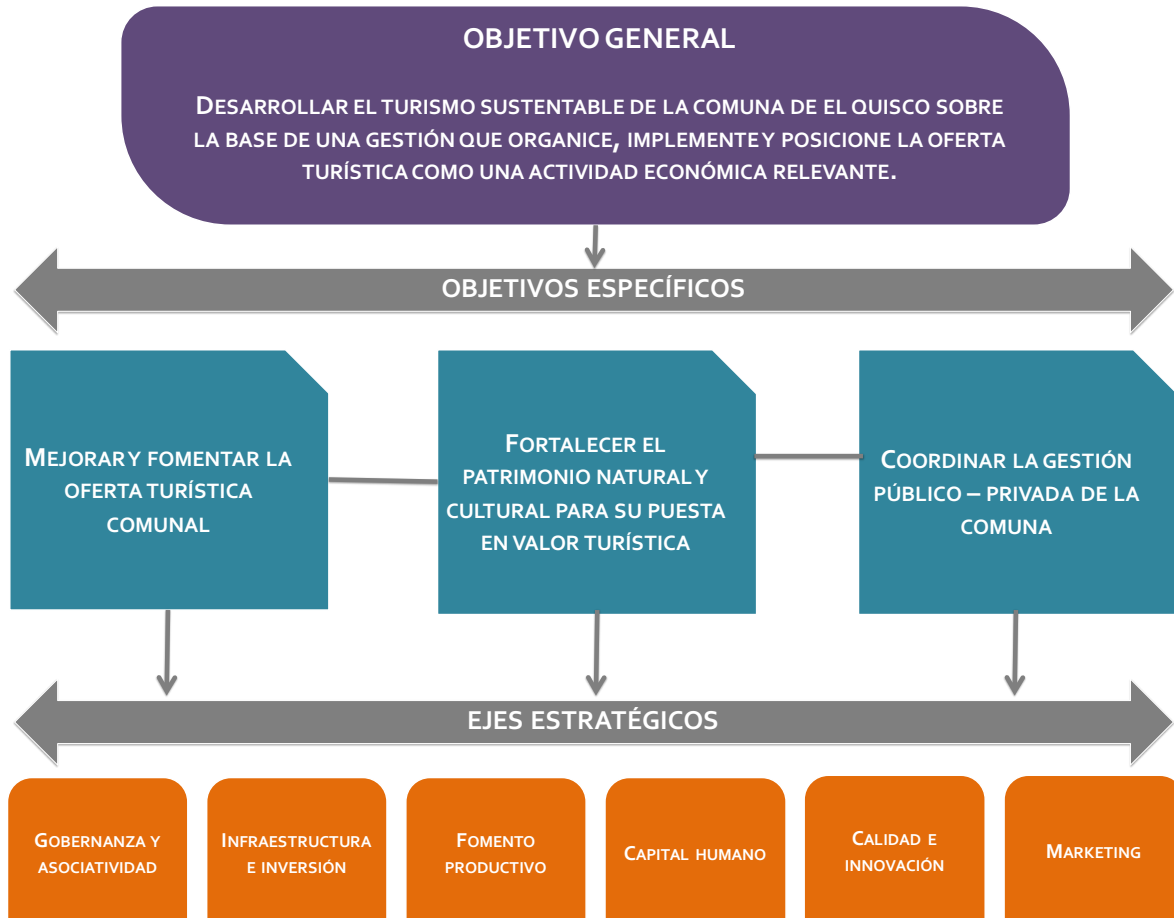 OBJETIVO GENERAL
DESARROLLAR EL TURISMO SUSTENTABLE DE LA COMUNA DE EL QUISCO SOBRE
LA BASE DE UNA GESTIÓN QUE ORGANICE, IMPLEMENTE Y POSICIONE LA OFERTA
TURÍSTICA COMO UNA ACTIVIDAD ECONÓMICA RELEVANTE.
OBJETIVOS ESPECÍFICOS
MEJORAR Y FOMENTAR LA
OFERTA TURÍSTICA
COMUNAL
FORTALECER EL
PATRIMONIO NATURAL Y
CULTURAL PARA SU PUESTA
EN VALOR TURÍSTICA
COORDINAR LA GESTIÓN
PÚBLICO – PRIVADA DE LA
COMUNA
EJES ESTRATÉGICOS
GOBERNANZA Y
ASOCIATIVIDAD
INFRAESTRUCTURA
E INVERSIÓN
FOMENTO
PRODUCTIVO
CAPITAL HUMANO
CALIDAD E
INNOVACIÓN
MARKETING